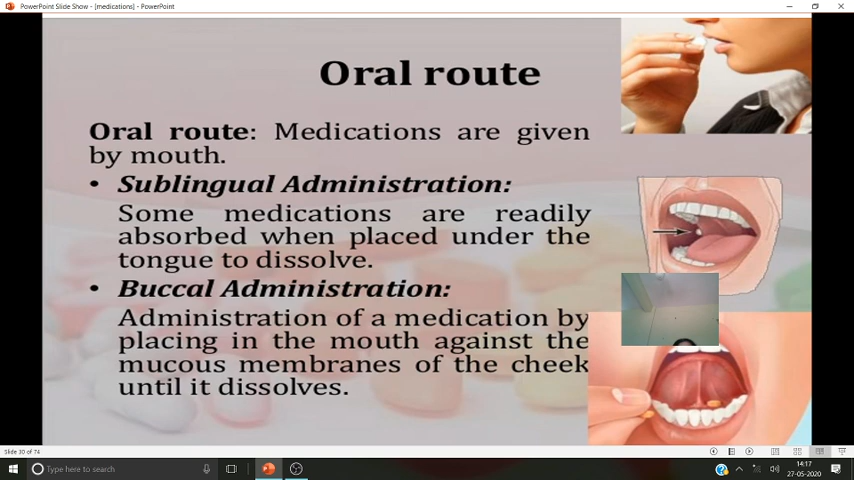 PowerPoint Slide Show - [medications] - PowerPoint
Oral route
Oral route: Medications are given
by mouth.
• Sublingual Administration:
Some medications are readily
absorbed when placed under the
tongue to dissolve.
• Buccal Administration:
Administration of a medication by
placing in the mouth against the
mucous membranes of the cheek
until it dissolves.
Slide 30 of 74
Type here to search
14:17
27-05-2020